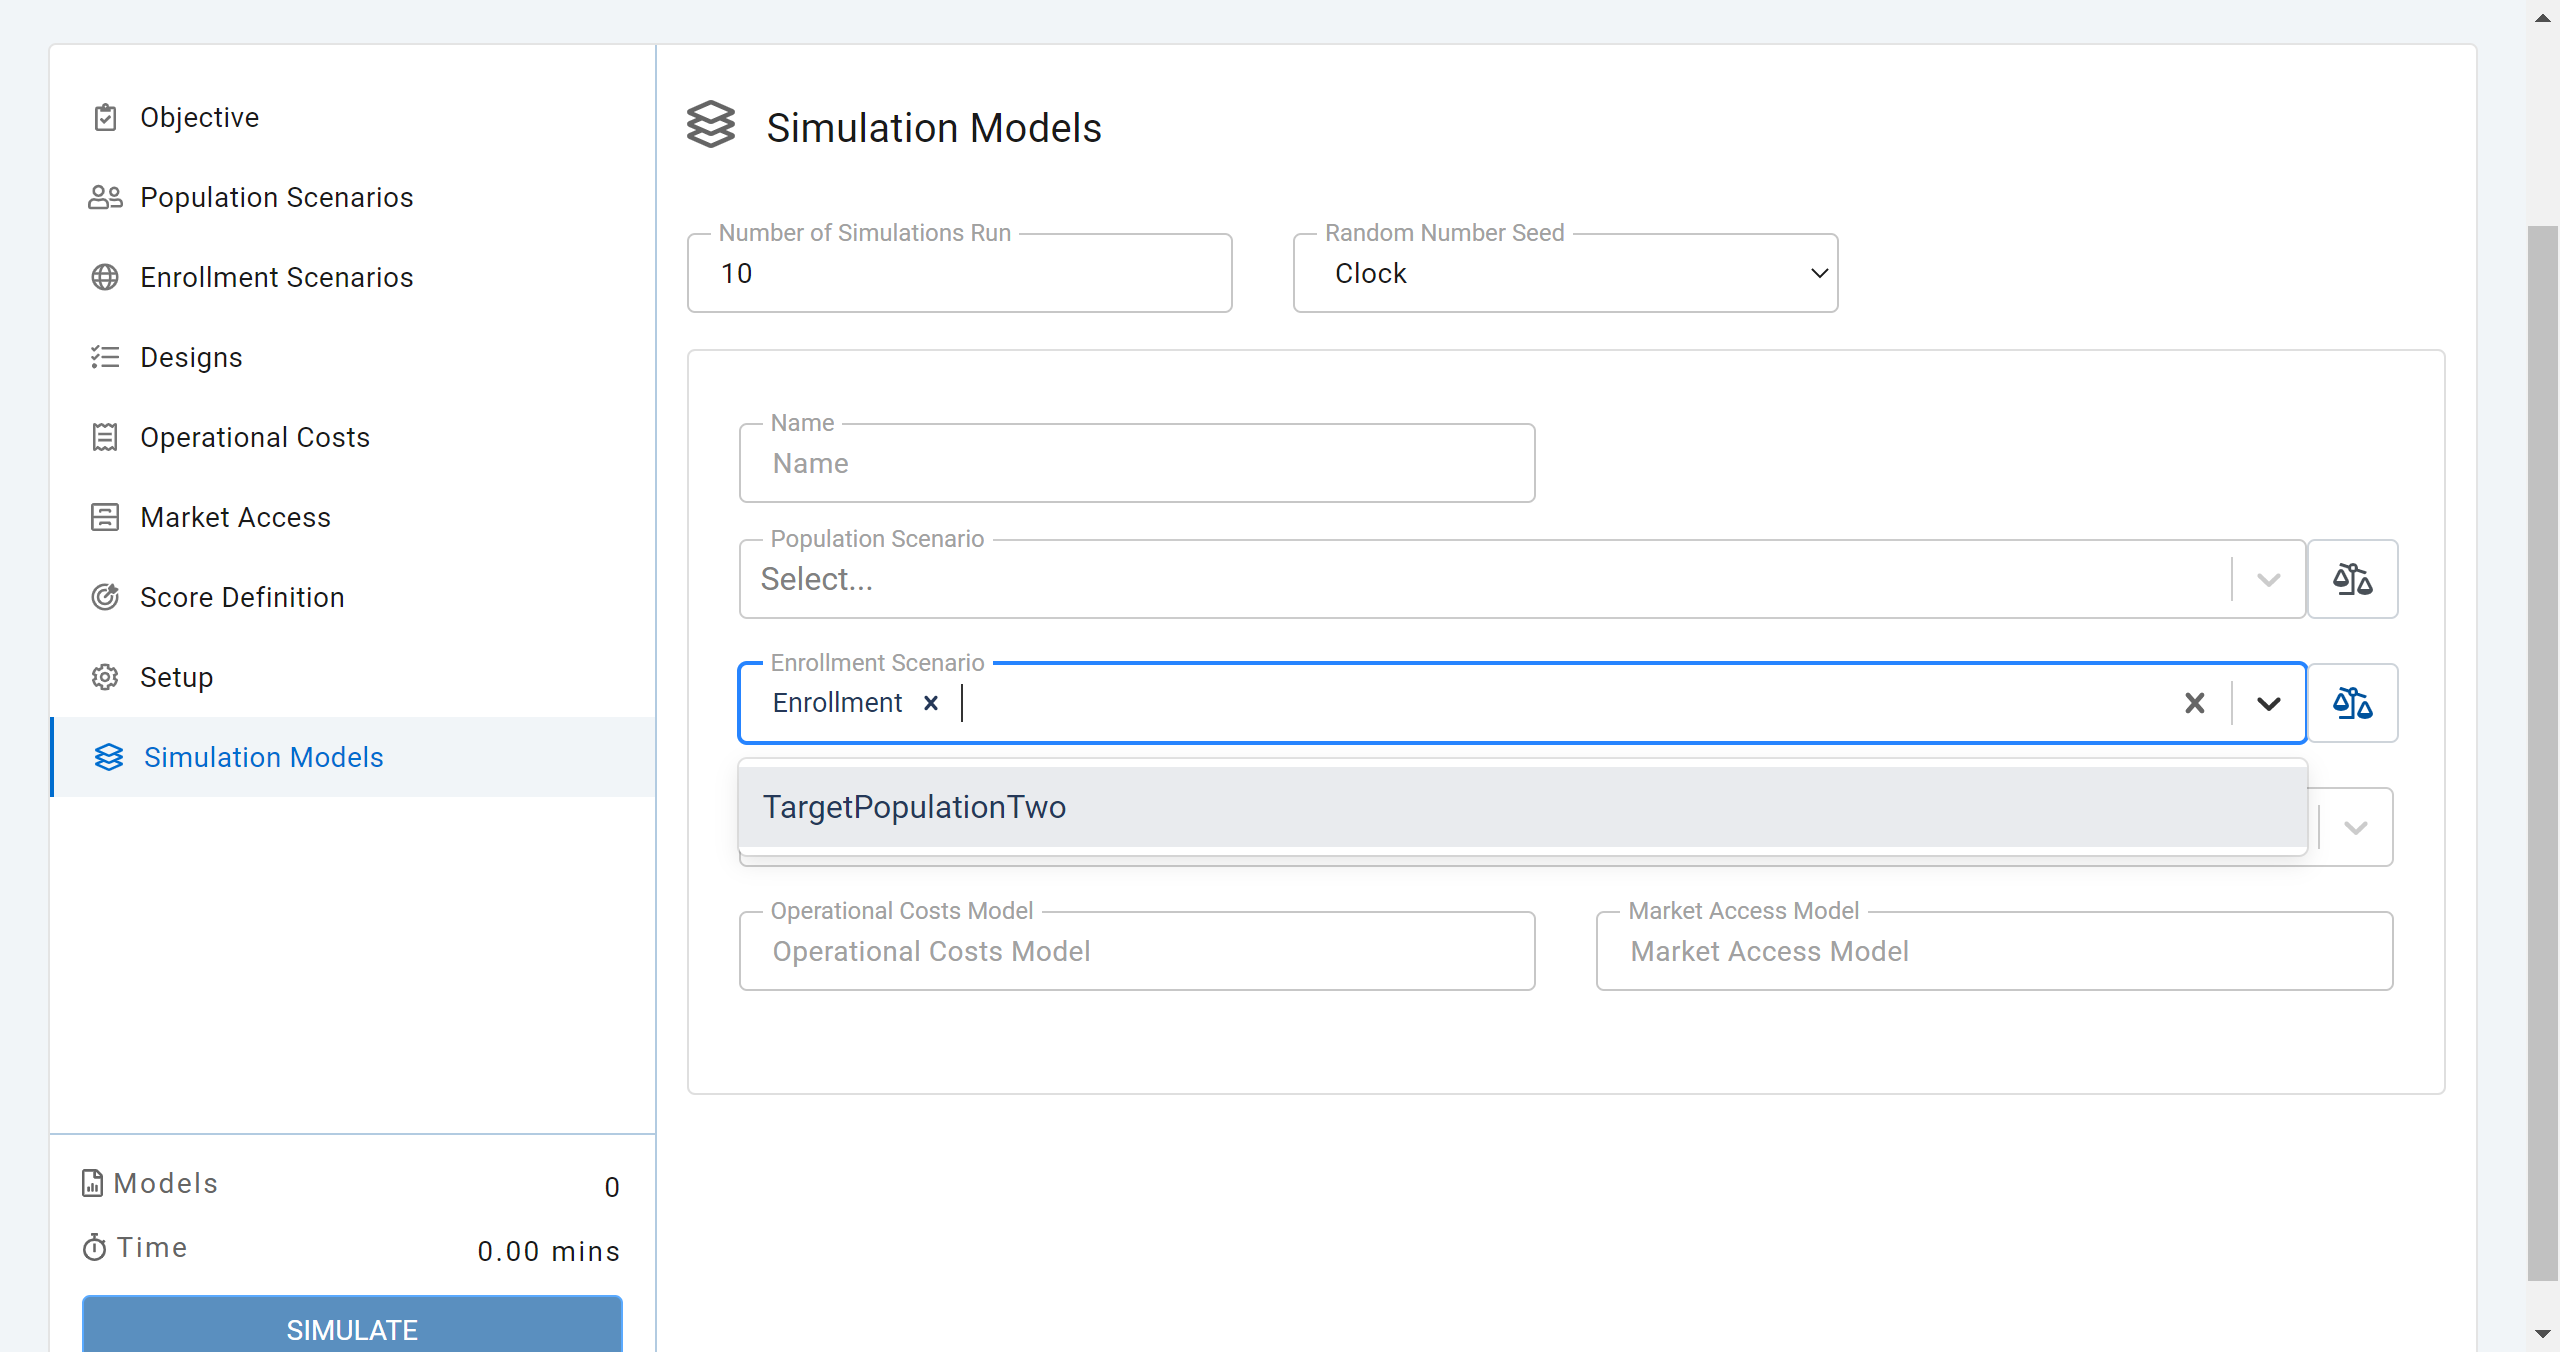 Objective
Population Scenarios
Enrollment Scenarios
Designs
Operational Costs
Market Access
Score Definition
Setup
Simulation Models
Models 0
Time 0.00 mins
SIMULATE
Simulation Models
Number of Simulations Run
10
Random Number Seed
Clock
Name
Name
Population Scenario
Select...
Enrollment Scenario
Enrollment
TargetPopulationTwo
Operational Costs Model
Operational Costs Model
Market Access Model
Market Access Model